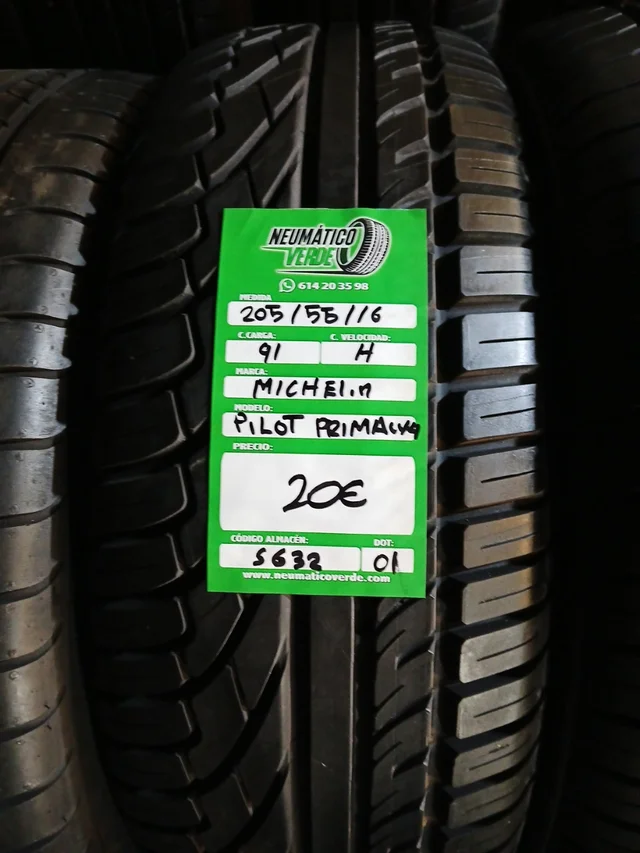 NEUMÁTICO
VERDE
614 20 35 98
MEDIDA
205/55/16
C.CARGA: C. VELOCIDAD:
91 H
MARCA:
MICHELin
MODELO:
PILOT PRIMACY
PRECIO:
20€
CÓDIGO ALMACÉN: DOT:
S632 01
www.neumaticoverde.com